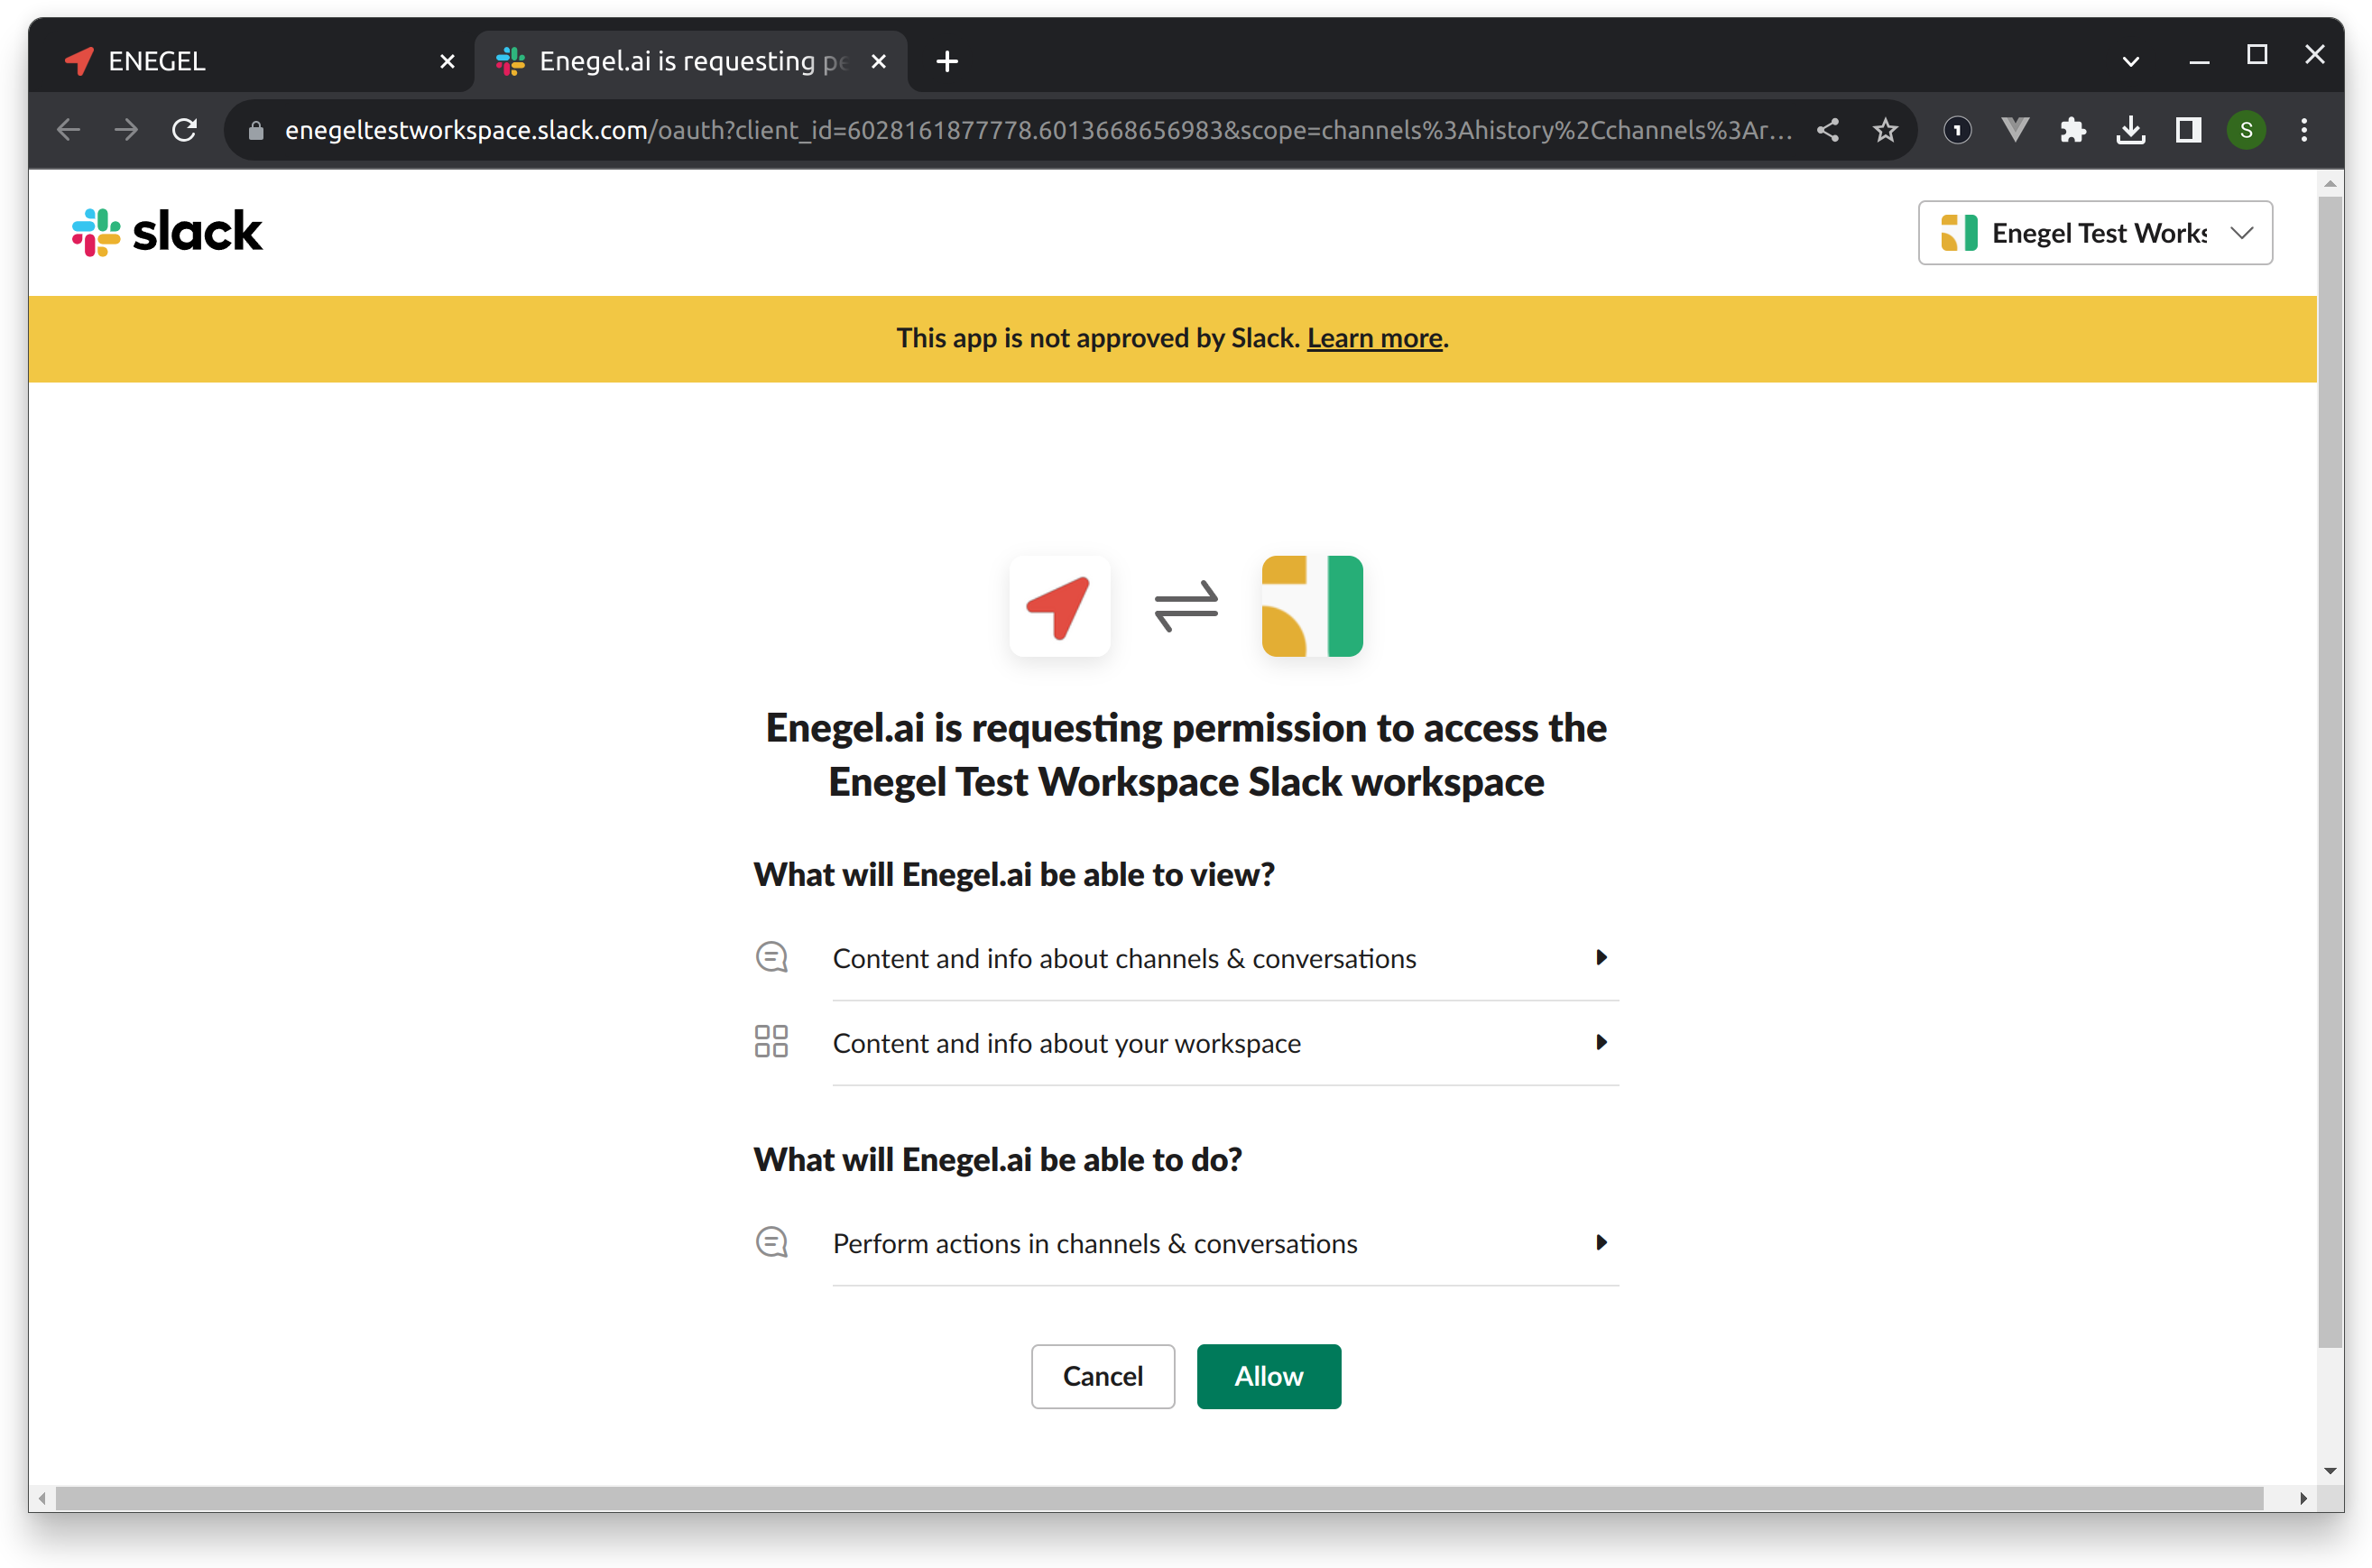 ENEGEL
Enegel.ai is requesting pe
enegeltestworkspace.slack.com/oauth?client_id=6028161877778.6013668656983&scope=channels%3Ahistory%2Cchannels%3Ar...
S
slack
Enegel Test Works
This app is not approved by Slack. Learn more.
Enegel.ai is requesting permission to access the
Enegel Test Workspace Slack workspace
What will Enegel.ai be able to view?
Content and info about channels & conversations
Content and info about your workspace
What will Enegel.ai be able to do?
Perform actions in channels & conversations
Cancel
Allow